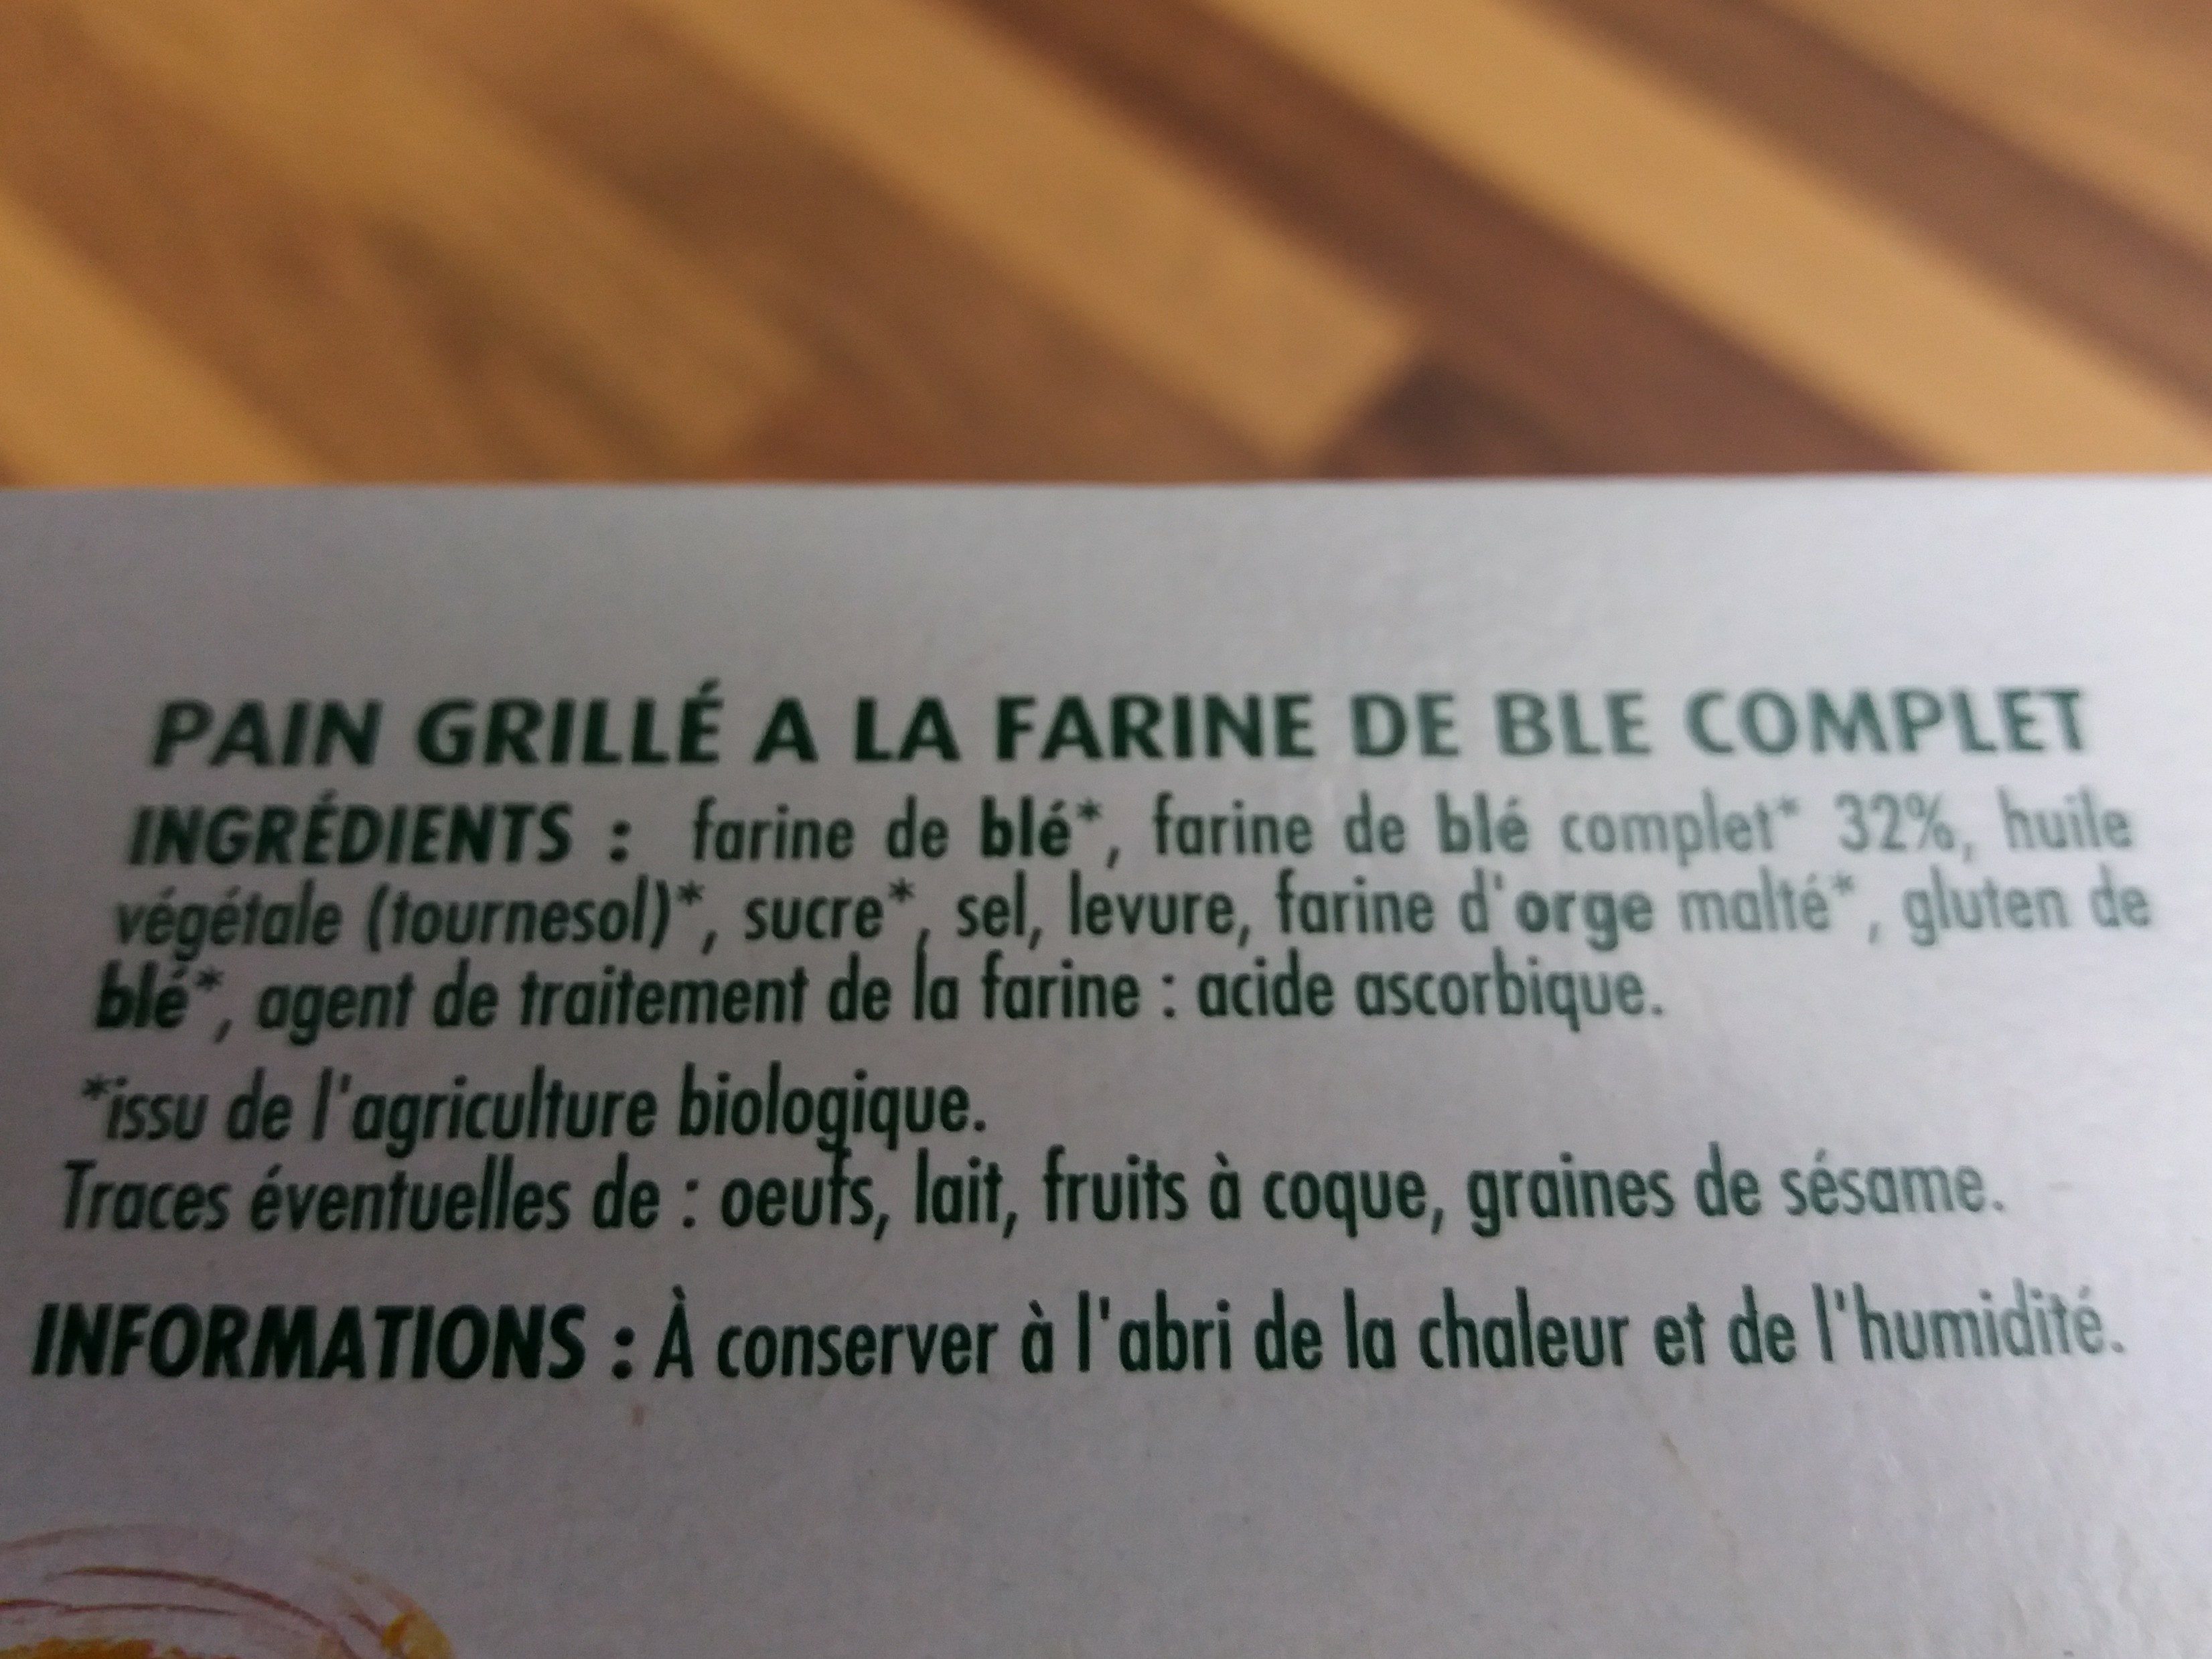 PAIN GRILLÉ A LA FARINE DE BLE COMPLET
INGRÉDIENTS : farine de blé*, farine de blé complet* 32%, huile
végétale (tournesol)*, sucre*, sel, levure, farine d'orge malté*, gluten de
blé*, agent de traitement de la farine : acide ascorbique.
*issu de l'agriculture biologique.
Traces éventuelles de : oeufs, lait, fruits à coque, graines de sésame.
INFORMATIONS : À conserver à l'abri de la chaleur et de l'humidité.